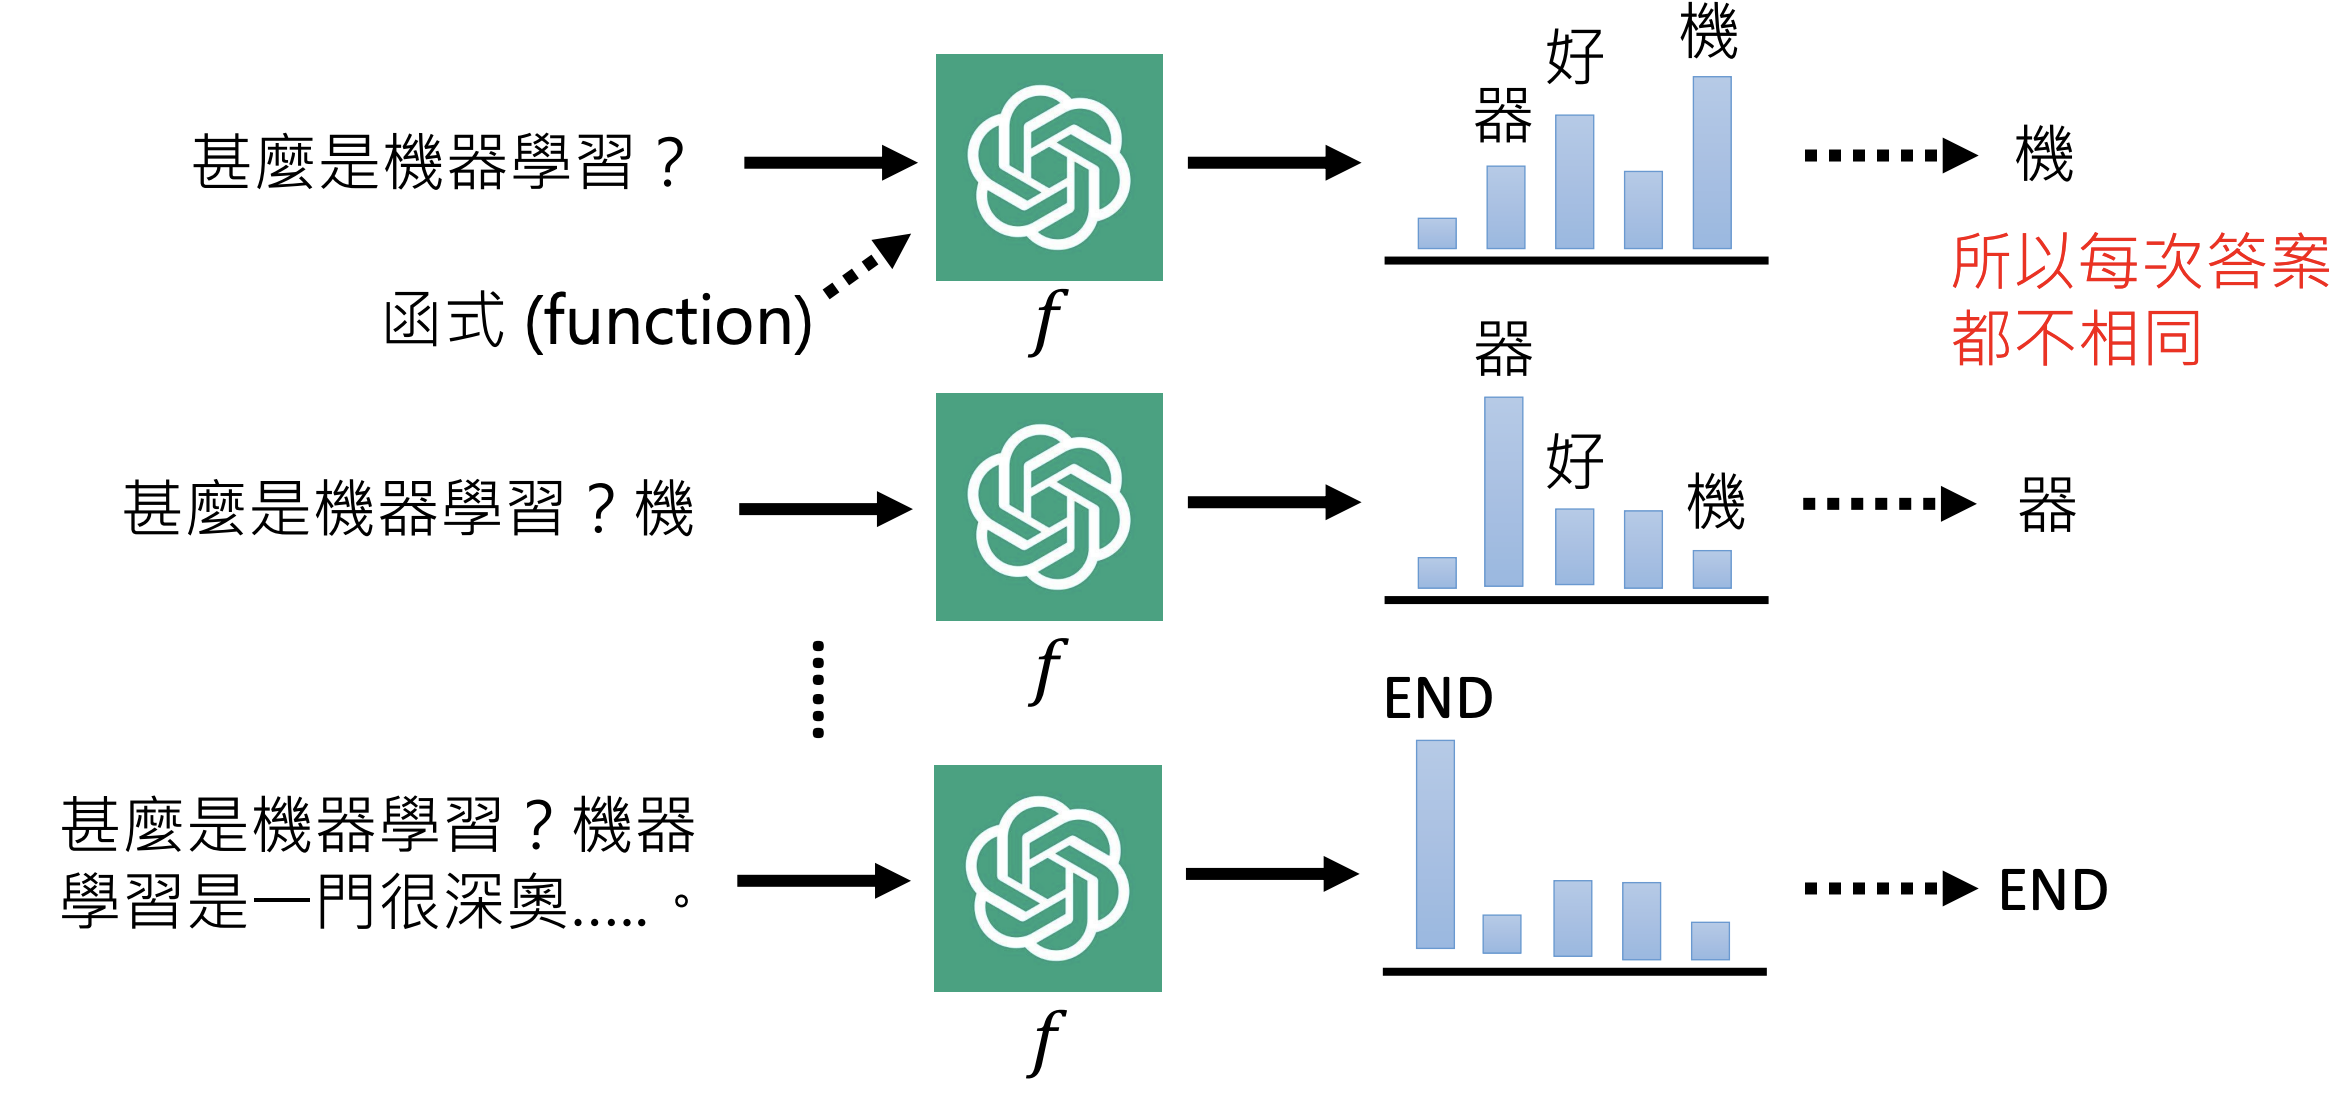 機
好
器
甚麼是機器學習？
機
所以每次答案
都不相同
函式 (function)
f
器
好
機
甚麼是機器學習？機
器
f
END
甚麼是機器學習？機器
學習是一門很深奧.....。
END
f